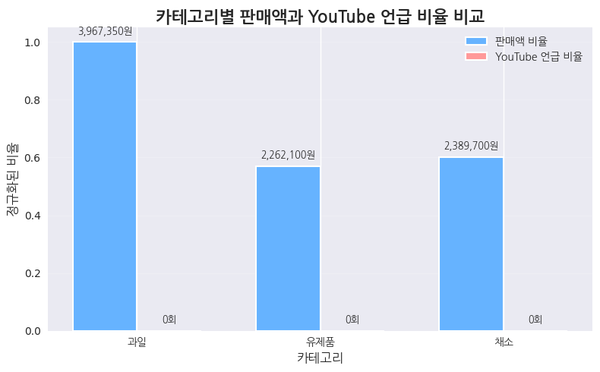 카테고리별 판매액과 YouTube 언급 비율 비교
판매액 비율
YouTube 언급 비율
정규화된 비율
1.0
0.8
0.6
0.4
0.2
0.0
3,967,350원
0회
2,262,100원
0회
2,389,700원
0회
과일
유제품
채소
카테고리